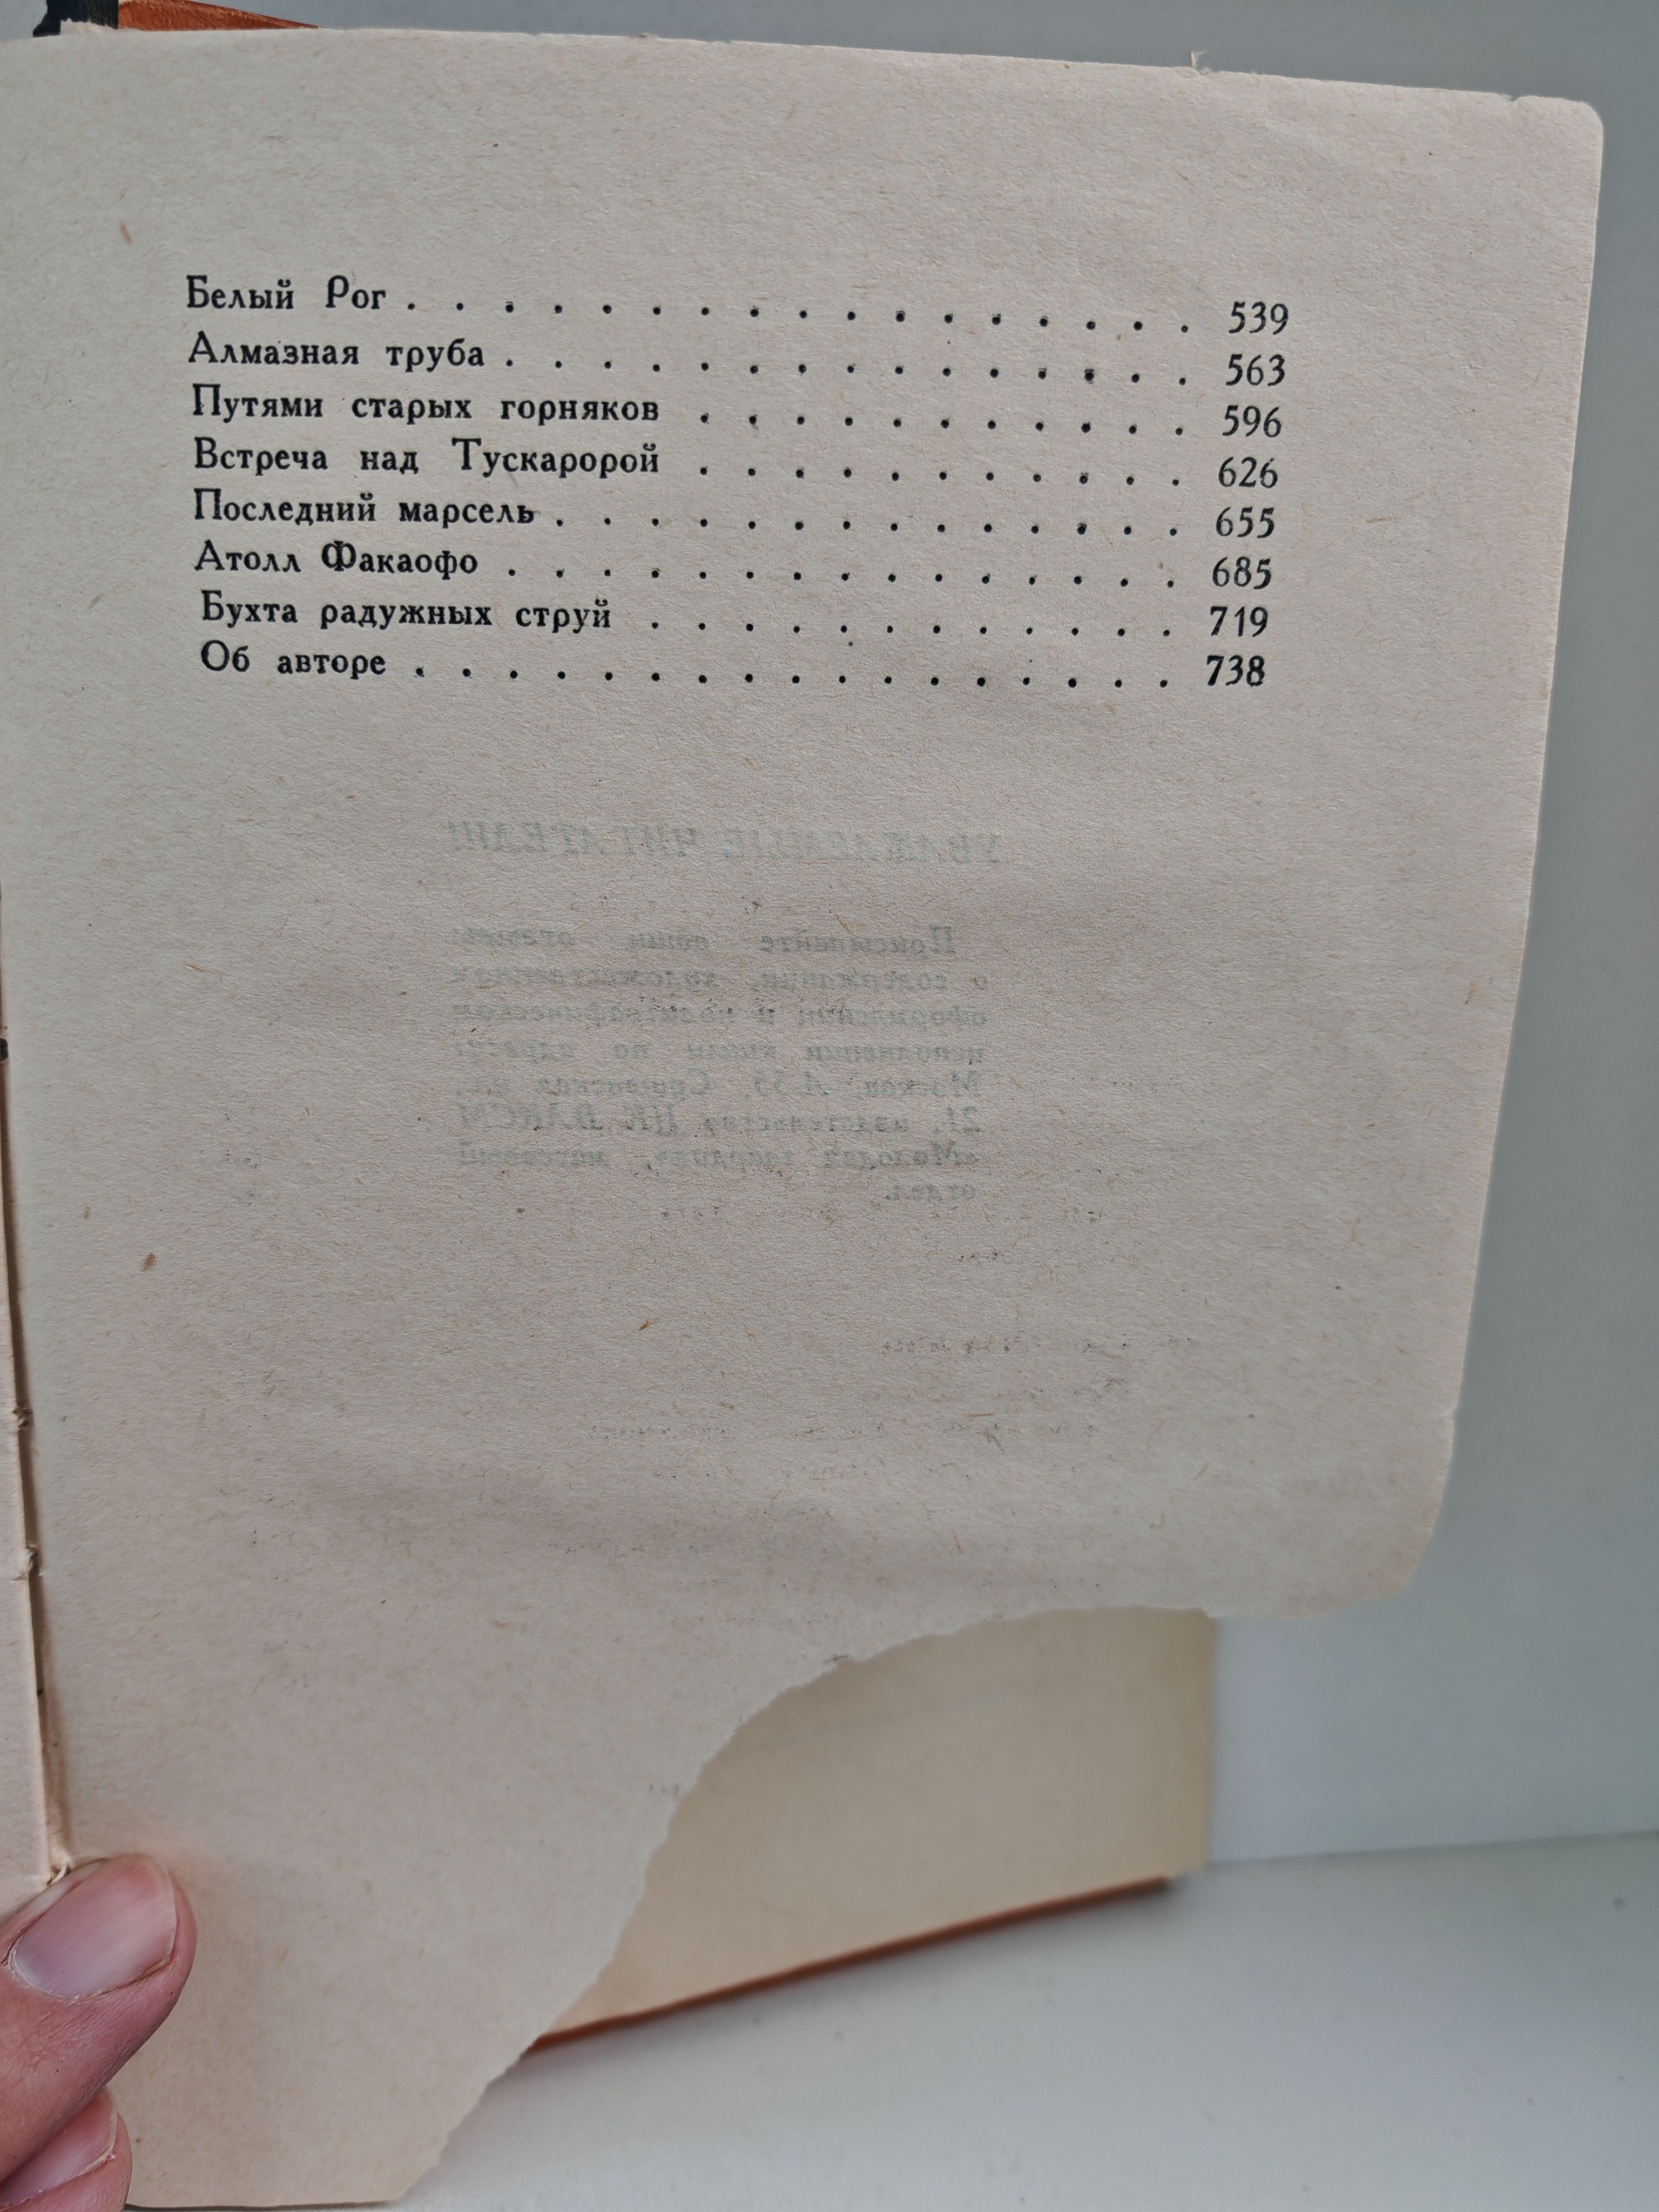 Белый Рог . . . . . . . . . . . . . . . . . 539
Алмазная труба . . . . . . . . . . . . . . . 563
Путями старых горняков . . . . . . . . . . . 596
Встреча над Тускаророй . . . . . . . . . . . 626
Последний марсель . . . . . . . . . . . . . . 655
Атолл Факаофо . . . . . . . . . . . . . . . 685
Бухта радужных струй . . . . . . . . . . . . 719
Об авторе . . . . . . . . . . . . . . . . . 738